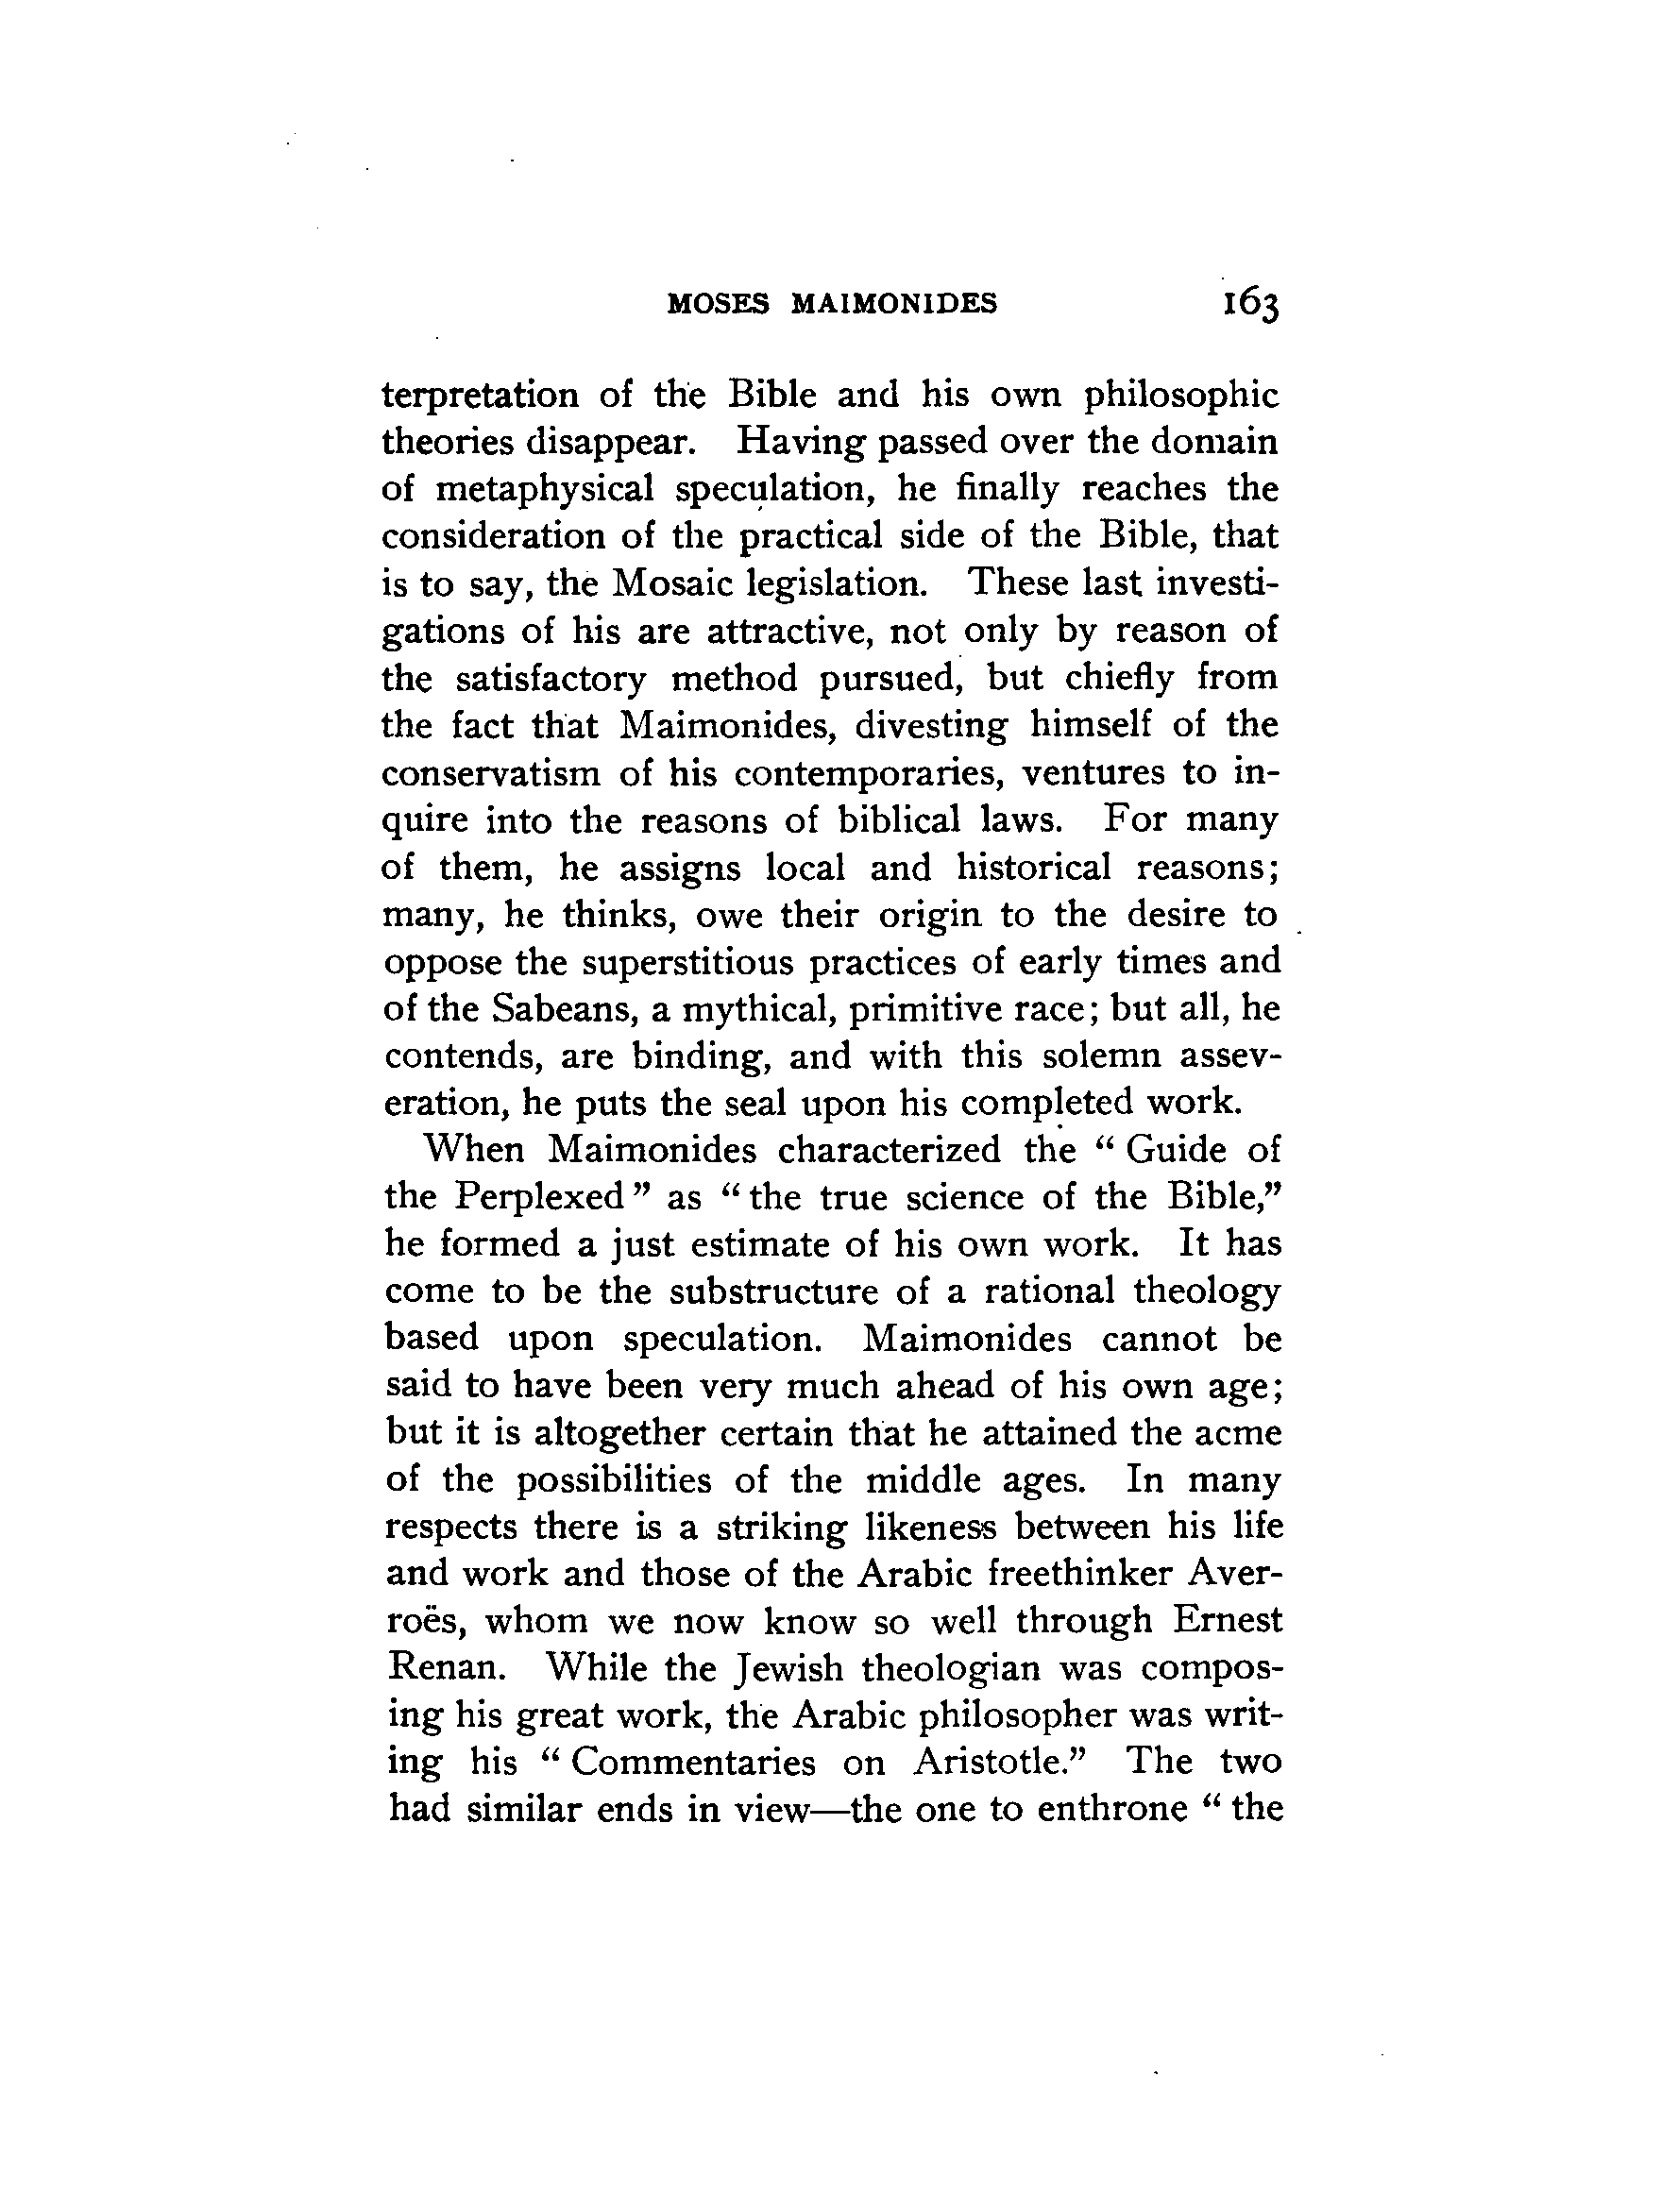 MOSES MAIMONIDES 163
terpretation of the Bible and his own philosophic
theories disappear. Having passed over the domain
of metaphysical speculation, he finally reaches the
consideration of the practical side of the Bible, that
is to say, the Mosaic legislation. These last investi-
gations of his are attractive, not only by reason of
the satisfactory method pursued, but chiefly from
the fact that Maimonides, divesting himself of the
conservatism of his contemporaries, ventures to in-
quire into the reasons of biblical laws. For many
of them, he assigns local and historical reasons;
many, he thinks, owe their origin to the desire to
oppose the superstitious practices of early times and
of the Sabeans, a mythical, primitive race; but all, he
contends, are binding, and with this solemn assev-
eration, he puts the seal upon his completed work.
When Maimonides characterized the “ Guide of
the Perplexed ” as “ the true science of the Bible,”
he formed a just estimate of his own work. It has
come to be the substructure of a rational theology
based upon speculation. Maimonides cannot be
said to have been very much ahead of his own age;
but it is altogether certain that he attained the acme
of the possibilities of the middle ages. In many
respects there is a striking likeness between his life
and work and those of the Arabic freethinker Aver-
roës, whom we now know so well through Ernest
Renan. While the Jewish theologian was compos-
ing his great work, the Arabic philosopher was writ-
ing his “ Commentaries on Aristotle.” The two
had similar ends in view—the one to enthrone “ the